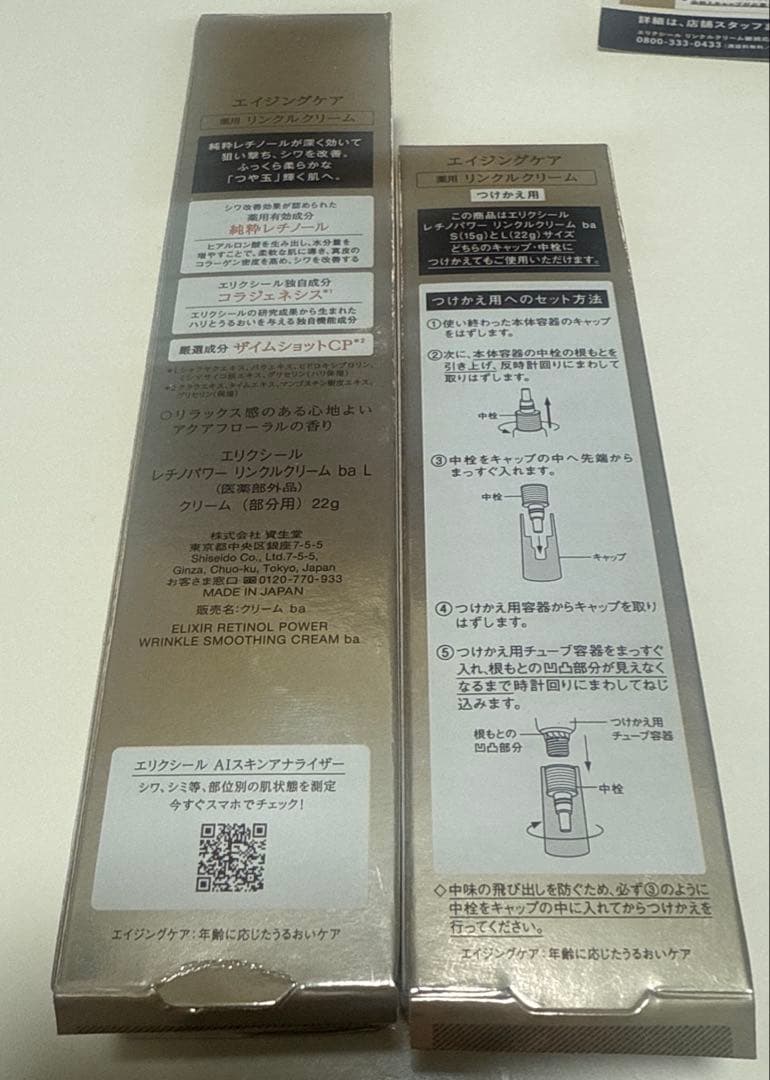 エイジングケア
薬用 リンクルクリーム
純粋レチノールが深く効いて
狙い撃ち、シワを改善。
ふっくら柔らかな
「つや玉」輝く肌へ。
シワ改善効果が認められた
薬用有効成分
純粋レチノール
ヒアルロン酸を生み出し、水分量を
増やすことで、柔軟な肌に導き、真皮の
コラーゲン密度を高め、シワを改善する
エリクシール独自成分
コラジェネシス*1
エリクシールの研究成果から生まれた
ハリとうるおいを与える独自機能成分
厳選成分 ザイムショットCP*2
グリセリン(保湿)
○リラックス感のある心地よい
アクアフローラルの香り
エリクシール
レチノパワー リンクルクリーム ba L
(医薬部外品)
クリーム(部分用) 22g
株式会社 資生堂
東京都中央区銀座7-5-5
Shiseido Co., Ltd.7-5-5,
Ginza, Chuo-ku, Tokyo, Japan
お客さま窓口 0120-770-933
MADE IN JAPAN
販売名:クリーム ba
ELIXIR RETINOL POWER
WRINKLE SMOOTHING CREAM ba
エリクシール AIスキンアナライザー
シワ、シミ等、部位別の肌状態を測定
今すぐスマホでチェック!
エイジングケア:年齢に応じたうるおいケア
エイジングケア
薬用 リンクルクリーム
つけかえ用
この商品はエリクシール
レチノパワー リンクルクリーム ba
S(15g)とL(22g)サイズ
どちらのキャップ・中栓に
つけかえてもご使用いただけます。
つけかえ用へのセット方法
①使い終わった本体容器のキャップ
をはずします。
②次に、本体容器の中栓の根もとを
引き上げ、反時計回りにまわして
取りはずします。
中栓
③中栓をキャップの中へ先端から
まっすぐ入れます。
中栓
キャップ
④つけかえ用容器からキャップを取り
はずします。
⑤つけかえ用チューブ容器をまっすぐ
入れ、根もとの凹凸部分が見えなく
なるまで時計回りにまわしてねじ
込みます。
根もとの
凹凸部分
つけかえ用
チューブ容器
中栓
◇中味の飛び出しを防ぐため、必ず③のように
中栓をキャップの中に入れてからつけかえを
行ってください。
エイジングケア:年齢に応じたうるおいケア
詳細は、店舗スタッフ
0800-333-0433